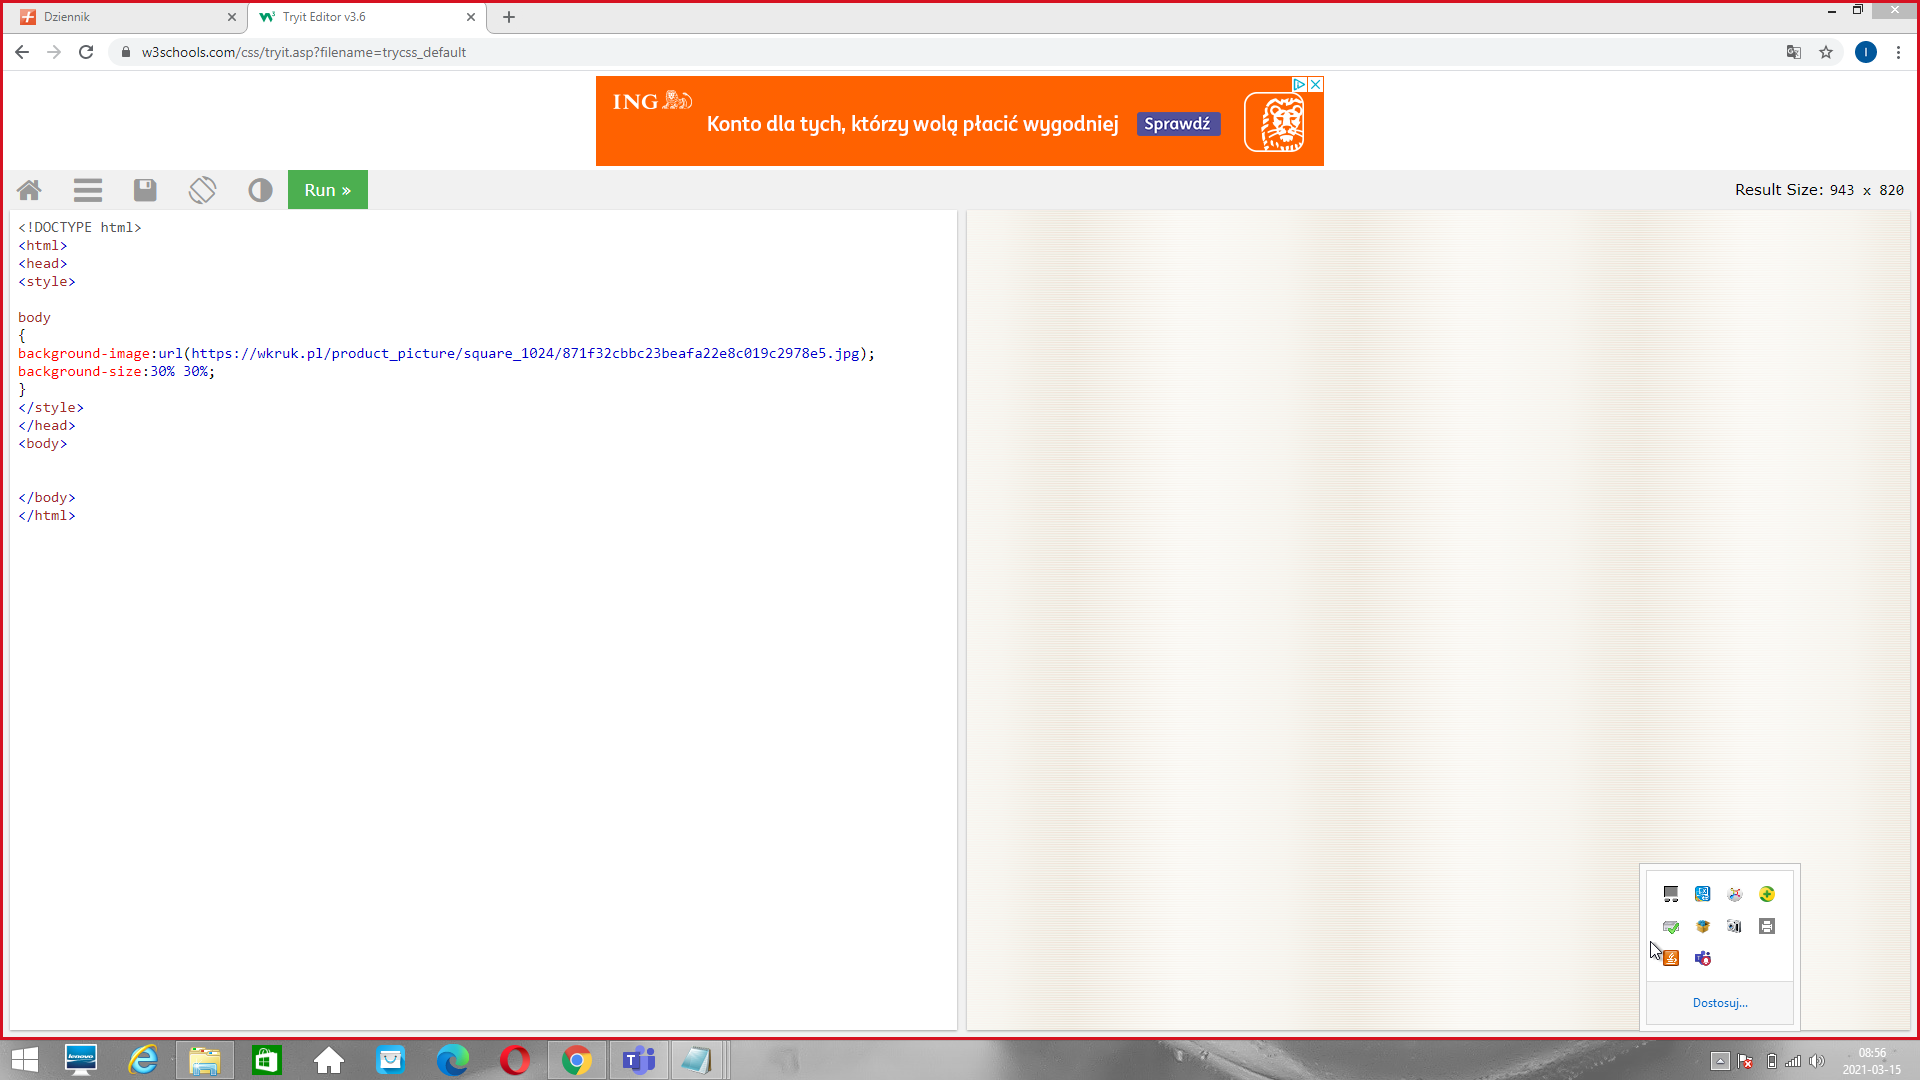 Dziennik
Tryit Editor v3.6
w3schools.com/css/tryit.asp?filename=trycss_default
I
ING
Konto dla tych, którzy wolą płacić wygodniej
Sprawdź
Run »
Result Size: 943 x 820
<!DOCTYPE html>
<html>
<head>
<style>
body
{
background-image:url(https://wkruk.pl/product_picture/square_1024/871f32cbbc23beafa22e8c019c2978e5.jpg);
background-size:30% 30%;
}
</style>
</head>
<body>
</body>
</html>
Dostosuj...
lenovo
08:56
2021-03-15